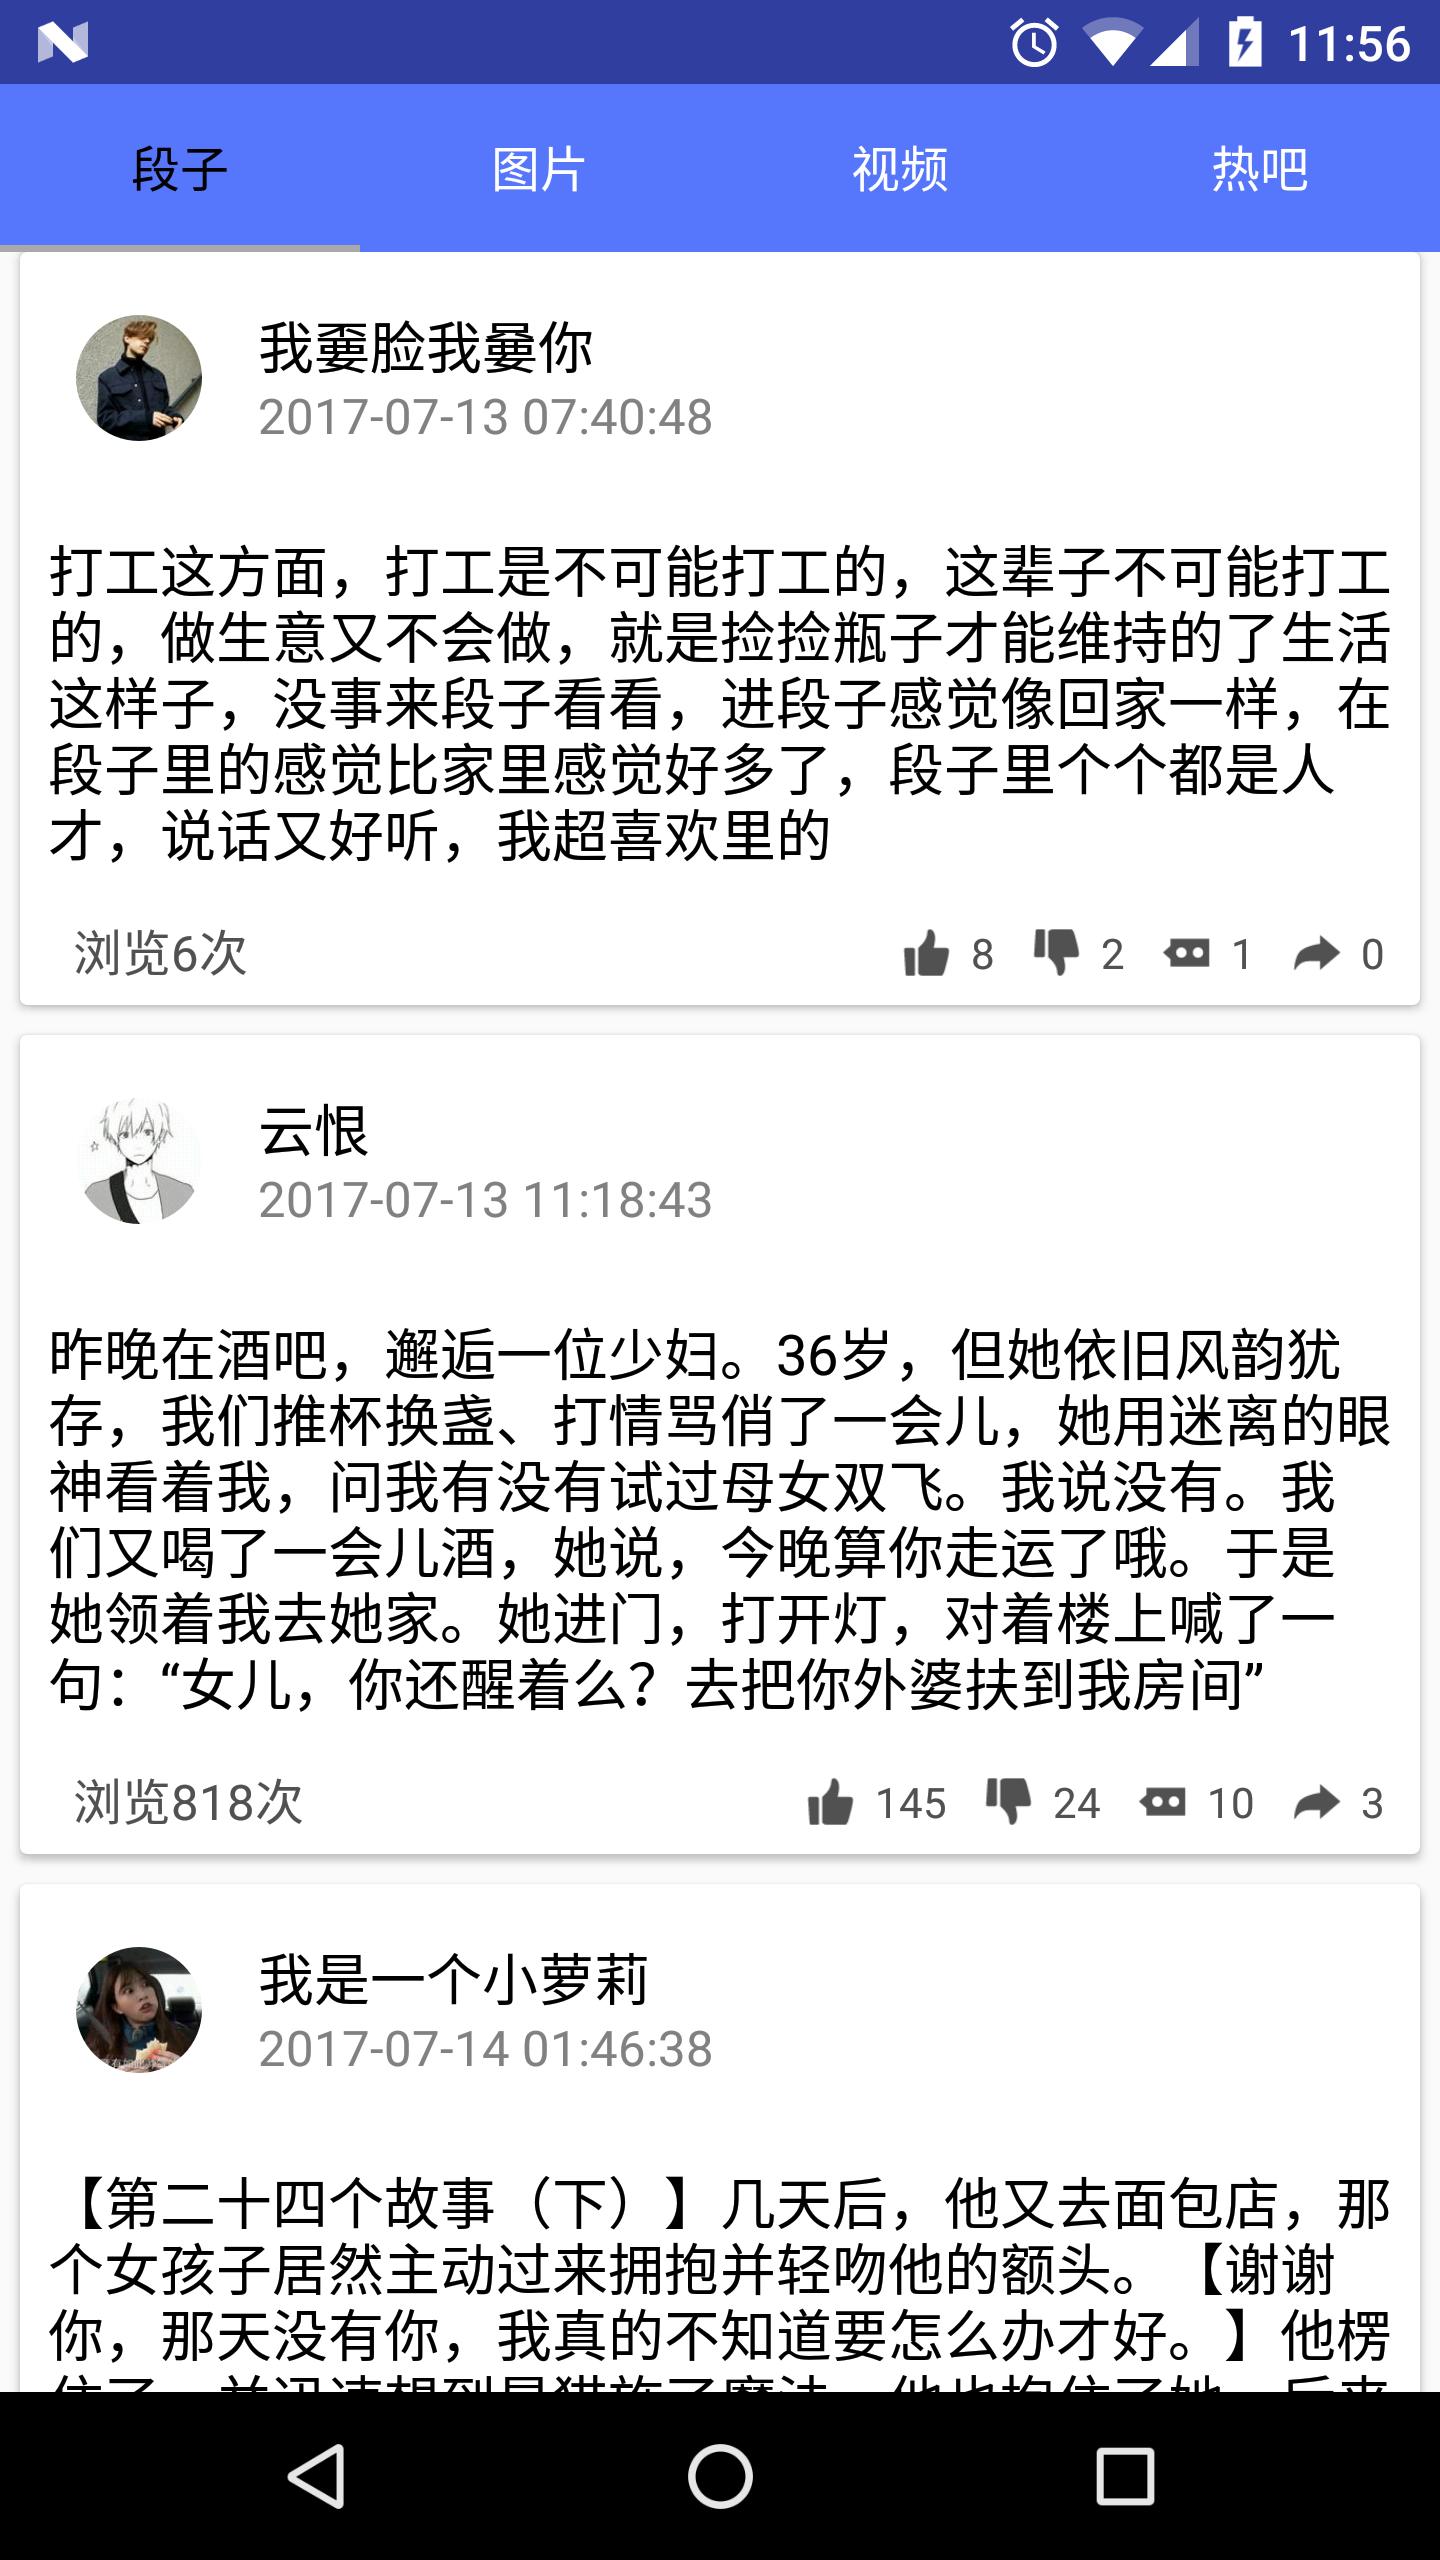 11:56
段子
图片
视频
热吧
2017-07-13 07:40:48
打工这方面，打工是不可能打工的，这辈子不可能打工
的，做生意又不会做，就是捡捡瓶子才能维持的了生活
这样子，没事来段子看看，进段子感觉像回家一样，在
段子里的感觉比家里感觉好多了，段子里个个都是人
才，说话又好听，我超喜欢里的
浏览6次
8
2
1
0
云恨
2017-07-13 11:18:43
昨晚在酒吧，邂逅一位少妇。36岁，但她依旧风韵犹
存，我们推杯换盏、打情骂俏了一会儿，她用迷离的眼
神看着我，问我有没有试过母女双飞。我说没有。我
们又喝了一会儿酒，她说，今晚算你走运了哦。于是
她领着我去她家。她进门，打开灯，对着楼上喊了一
句：“女儿，你还醒着么？去把你外婆扶到我房间”
浏览818次
145
24
10
3
我是一个小萝莉
2017-07-14 01:46:38
【第二十四个故事（下）】几天后，他又去面包店，那
个女孩子居然主动过来拥抱并轻吻他的额头。【谢谢
你，那天没有你，我真的不知道要怎么办才好。】他楞